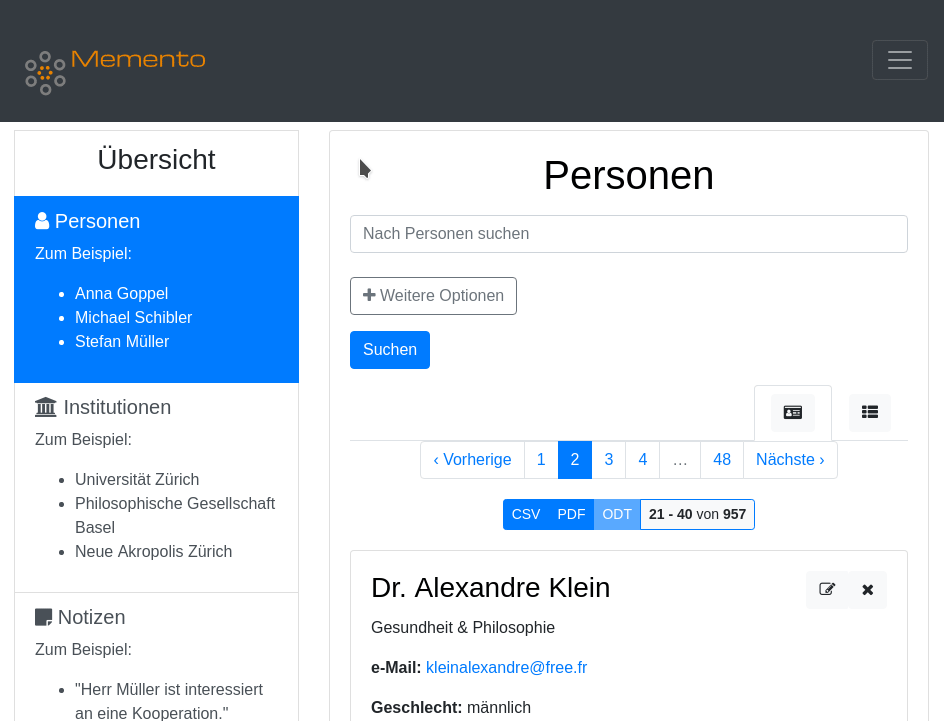 Memento
Übersicht
Personen
Zum Beispiel:
Anna Goppel
Michael Schibler
Stefan Müller
Institutionen
Zum Beispiel:
Universität Zürich
Philosophische Gesellschaft
Basel
Neue Akropolis Zürich
Notizen
Zum Beispiel:
"Herr Müller ist interessiert
an eine Kooperation."
Personen
Nach Personen suchen
Weitere Optionen
Suchen
‹ Vorherige 1 2 3 4 … 48 Nächste ›
CSV PDF ODT 21 - 40 von 957
Dr. Alexandre Klein
Gesundheit & Philosophie
e-Mail: kleinalexandre@free.fr
Geschlecht: männlich